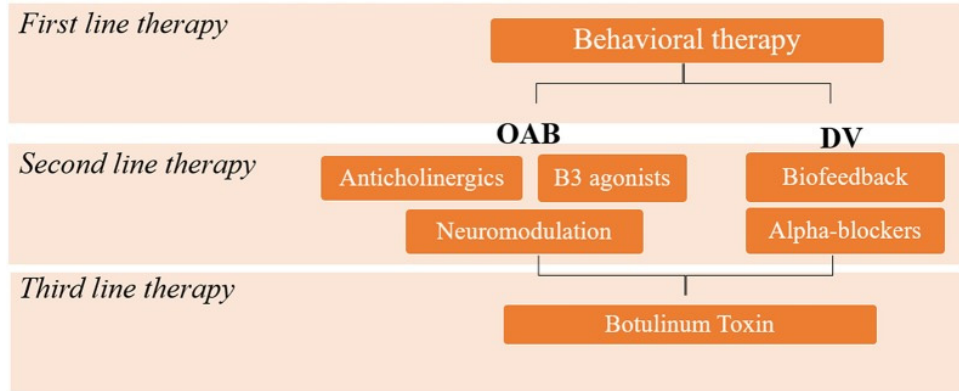 First line therapy
Behavioral therapy
OAB
DV
Second line therapy
Anticholinergics
B3 agonists
Biofeedback
Neuromodulation
Alpha-blockers
Third line therapy
Botulinum Toxin